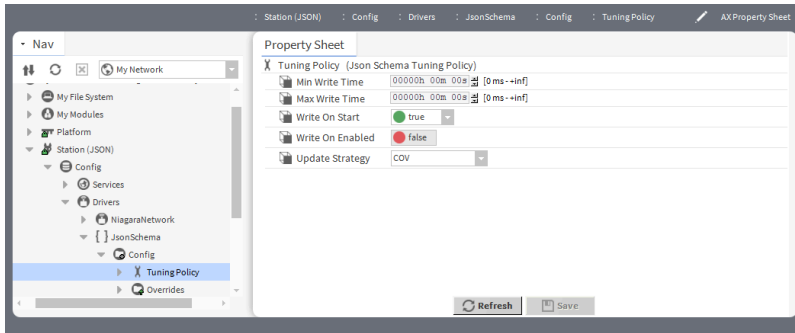 : Station (JSON) : Config : Drivers : JsonSchema : Config : Tuning Policy AX Property Sheet
Nav
My Network
My File System
My Modules
Platform
Station (JSON)
Config
Services
Drivers
NiagaraNetwork
{ } JsonSchema
Config
Tuning Policy
Overrides
Property Sheet
Tuning Policy (Json Schema Tuning Policy)
Min Write Time 00000h 00m 00s [0 ms - +inf]
Max Write Time 00000h 00m 00s [0 ms - +inf]
Write On Start true
Write On Enabled false
Update Strategy COV
Refresh Save